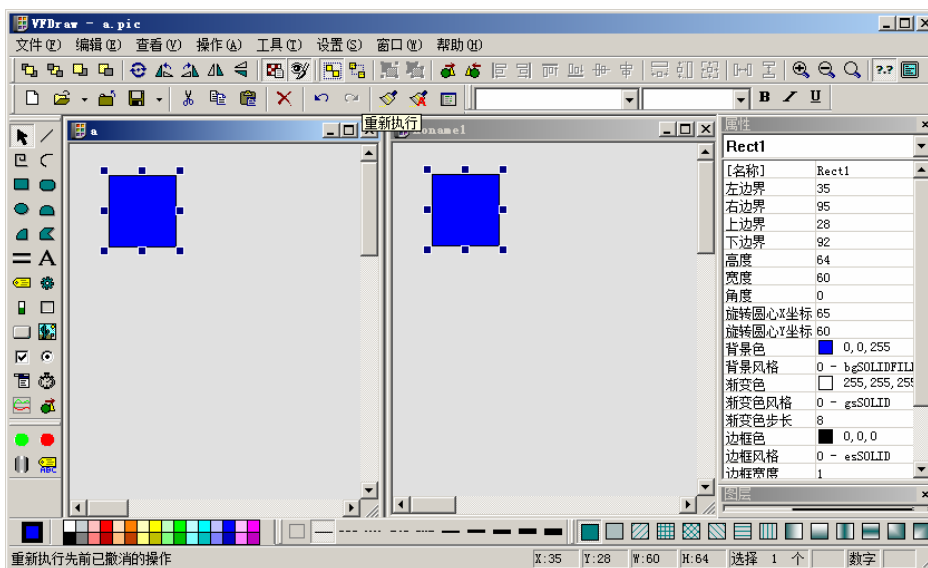 VFDraw - a.pic
文件(F) 编辑(E) 查看(V) 操作(A) 工具(T) 设置(S) 窗口(W) 帮助(H)
?.?
B I U
重新执行
a
noname1
属性
Rect1
[名称] Rect1
左边界 35
右边界 95
上边界 28
下边界 92
高度 64
宽度 60
角度 0
旋转圆心X坐标 65
旋转圆心Y坐标 60
背景色 0,0,255
背景风格 0 - bgSOLIDFILL
渐变色 255,255,255
渐变色风格 0 - gsSOLID
渐变色步长 8
边框色 0,0,0
边框风格 0 - esSOLID
边框宽度 1
A
ABC
图层
重新执行先前已撤消的操作 X:35 Y:28 W:60 H:64 选择 1 个 数字